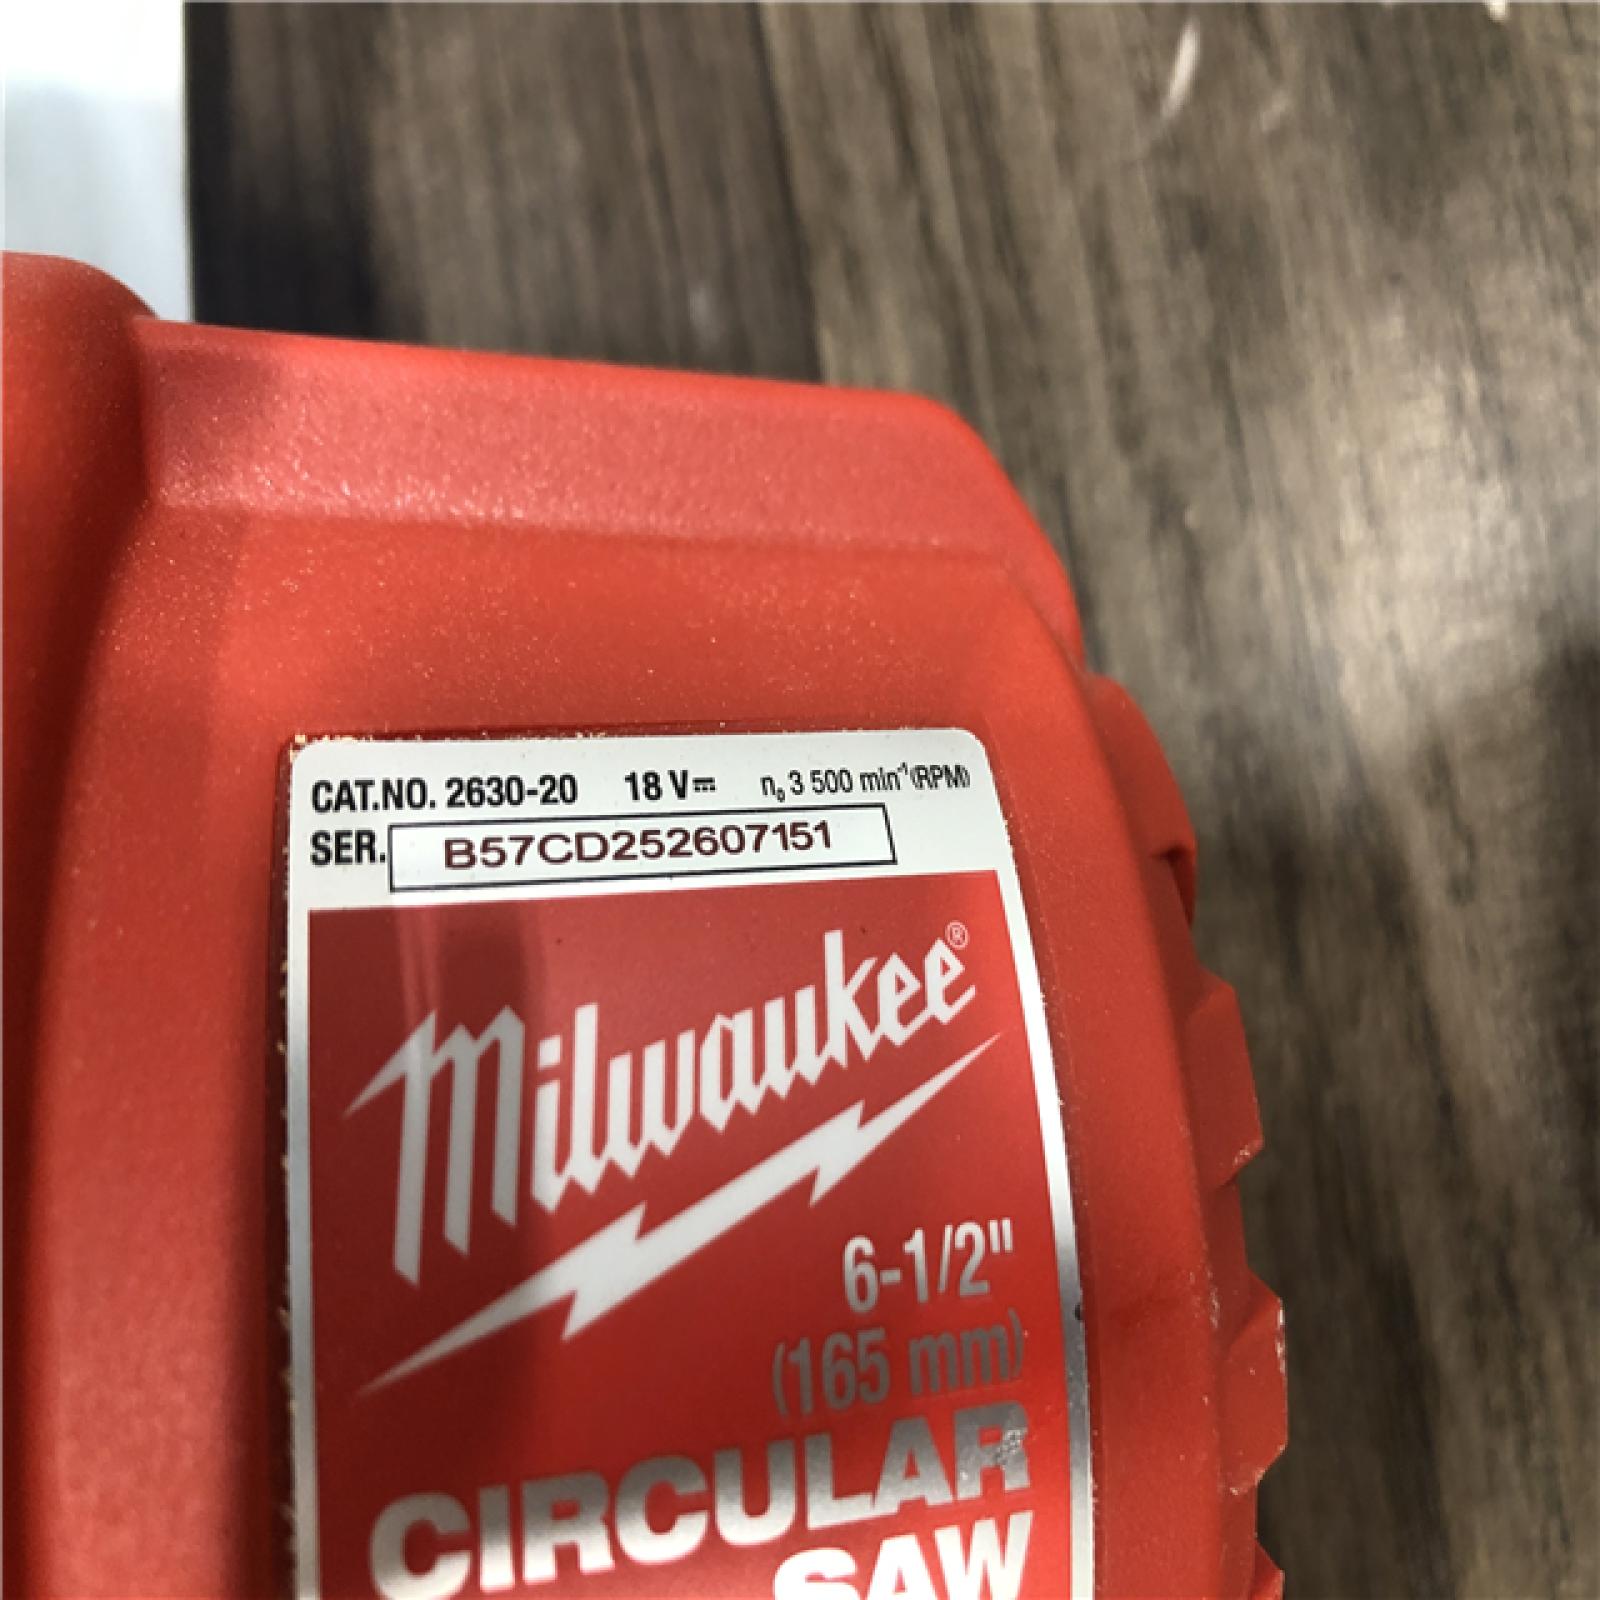 CAT.NO. 2630-20 18 V⎓ n₀ 3 500 min⁻¹(RPM)
SER. B57CD252607151
Milwaukee®
6-1/2"
(165 mm)
CIRCULAR
SAW